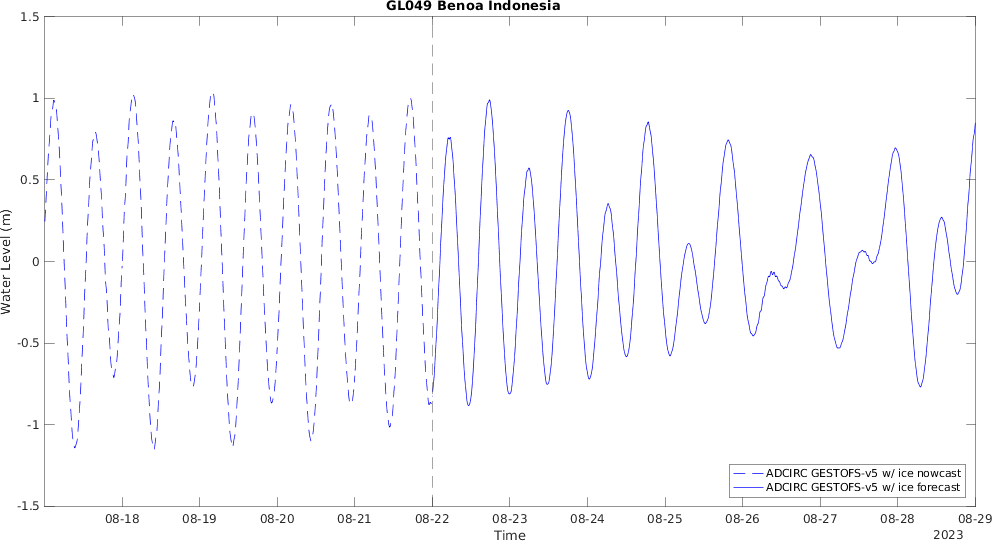 GL049 Benoa Indonesia
1.5
1
0.5
0
-0.5
-1
-1.5
Water Level (m)
ADCIRC GESTOFS-v5 w/ ice nowcast
ADCIRC GESTOFS-v5 w/ ice forecast
08-18 08-19 08-20 08-21 08-22 08-23 08-24 08-25 08-26 08-27 08-28 08-29
Time
2023